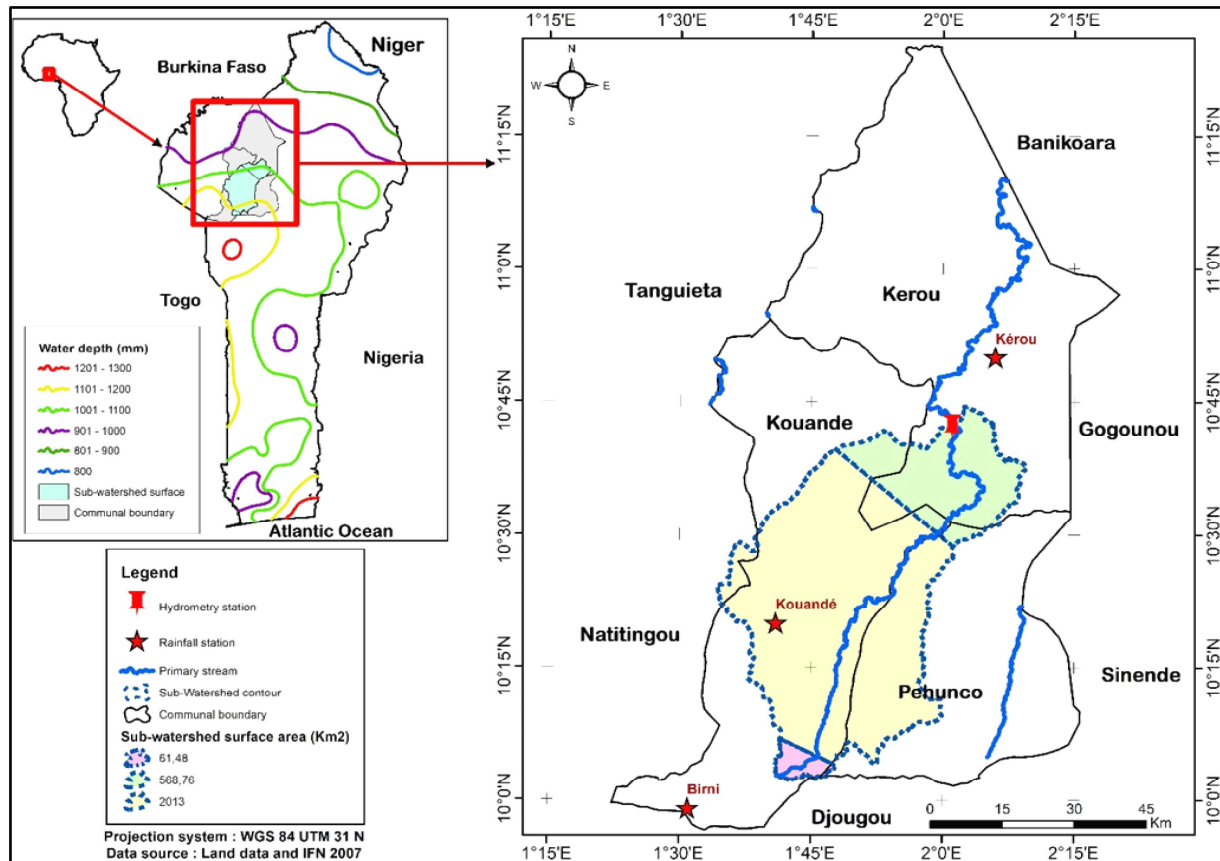 Niger
Burkina Faso
Togo
Nigeria
Atlantic Ocean
Water depth (mm)
1201 - 1300
1101 - 1200
1001 - 1100
901 - 1000
801 - 900
800
Sub-watershed surface
Communal boundary
Legend
Hydrometry station
Rainfall station
Primary stream
Sub-Watershed contour
Communal boundary
Sub-watershed surface area (Km2)
61,48
568,76
2013
Projection system : WGS 84 UTM 31 N
Data source : Land data and IFN 2007
1°15'E 1°30'E 1°45'E 2°0'E 2°15'E
N
W E
S
11°15'N 11°15'N
Banikoara
11°0'N 11°0'N
Tanguieta
Kerou
Kérou
10°45'N 10°45'N
Kouande
Gogounou
10°30'N 10°30'N
Kouandé
Natitingou
10°15'N 10°15'N
Sinende
Pehunco
Birni
10°0'N 10°0'N
Djougou
0 15 30 45
Km
1°15'E 1°30'E 1°45'E 2°0'E 2°15'E